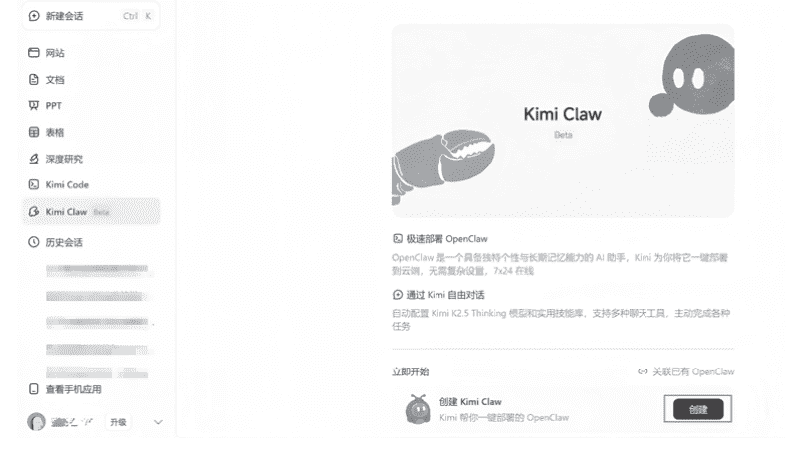 新建会话 Ctrl K
网站
文档
PPT
表格
深度研究
Kimi Code
Kimi Claw Beta
历史会话
查看手机应用
升级
Kimi Claw
Beta
极速部署 OpenClaw
OpenClaw 是一个具备独特个性与长期记忆能力的 AI 助手，Kimi 为你将它一键部署
到云端，无需复杂设置，7x24 在线
通过 Kimi 自由对话
自动配置 Kimi K2.5 Thinking 模型和实用技能库，支持多种聊天工具，主动完成各种
任务
立即开始
关联已有 OpenClaw
创建 Kimi Claw
Kimi 帮你一键部署的 OpenClaw
创建